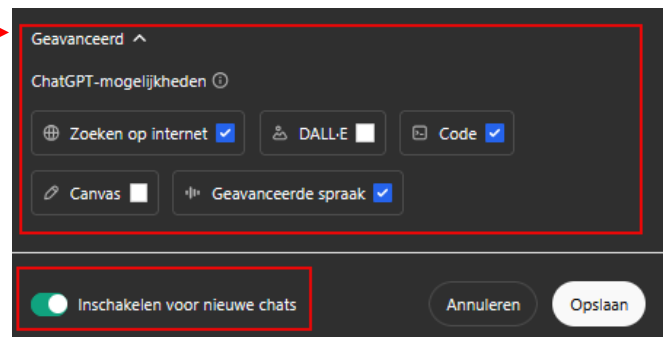 Geavanceerd
ChatGPT-mogelijkheden
Zoeken op internet DALL·E Code
Canvas Geavanceerde spraak
Inschakelen voor nieuwe chats Annuleren Opslaan